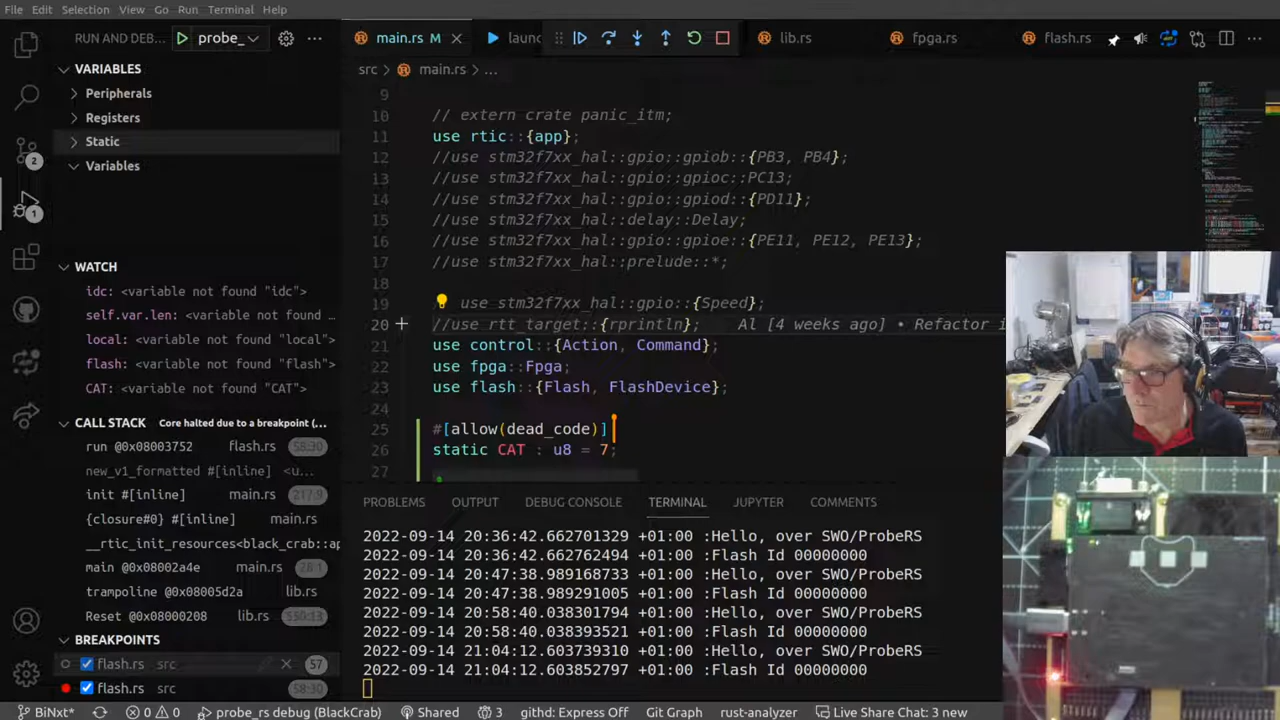 File Edit Selection View Go Run Terminal Help
RUN AND DEB... probe_ ...
main.rs M launc lib.rs fpga.rs flash.rs ...
src > main.rs > ...
VARIABLES
Peripherals
Registers
Static
Variables
WATCH
idc: <variable not found "idc">
self.var.len: <variable not found ...
local: <variable not found "local">
flash: <variable not found "flash">
CAT: <variable not found "CAT">
CALL STACK Core halted due to a breakpoint (...
run @0x08003752 flash.rs 58:30
new_v1_formatted #[inline] <u...
init #[inline] main.rs 217:9
{closure#0} #[inline] main.rs
__rtic_init_resources<black_crab::ap
main @0x08002a4e main.rs 28:1
trampoline @0x08005d2a lib.rs
Reset @0x08000208 lib.rs 550:13
BREAKPOINTS
flash.rs src 57
flash.rs src 58:30
9
10 // extern crate panic_itm;
11 use rtic::{app};
12 //use stm32f7xx_hal::gpio::gpiob::{PB3, PB4};
13 //use stm32f7xx_hal::gpio::gpioc::PC13;
14 //use stm32f7xx_hal::gpio::gpiod::{PD11};
15 //use stm32f7xx_hal::delay::Delay;
16 //use stm32f7xx_hal::gpio::gpioe::{PE11, PE12, PE13};
17 //use stm32f7xx_hal::prelude::*;
18
19 use stm32f7xx_hal::gpio::{Speed};
20 //use rtt_target::{rprintln}; Al [4 weeks ago] • Refactor i
21 use control::{Action, Command};
22 use fpga::Fpga;
23 use flash::{Flash, FlashDevice};
24
25 #[allow(dead_code)]
26 static CAT : u8 = 7;
27
PROBLEMS OUTPUT DEBUG CONSOLE TERMINAL JUPYTER COMMENTS
2022-09-14 20:36:42.662701329 +01:00 :Hello, over SWO/ProbeRS
2022-09-14 20:36:42.662762494 +01:00 :Flash Id 00000000
2022-09-14 20:47:38.989168733 +01:00 :Hello, over SWO/ProbeRS
2022-09-14 20:47:38.989291005 +01:00 :Flash Id 00000000
2022-09-14 20:58:40.038301794 +01:00 :Hello, over SWO/ProbeRS
2022-09-14 20:58:40.038393521 +01:00 :Flash Id 00000000
2022-09-14 21:04:12.603739310 +01:00 :Hello, over SWO/ProbeRS
2022-09-14 21:04:12.603852797 +01:00 :Flash Id 00000000
2
1
BiNxt* 0 0 probe_rs debug (BlackCrab) Shared 3 githd: Express Off Git Graph rust-analyzer Live Share Chat: 3 new